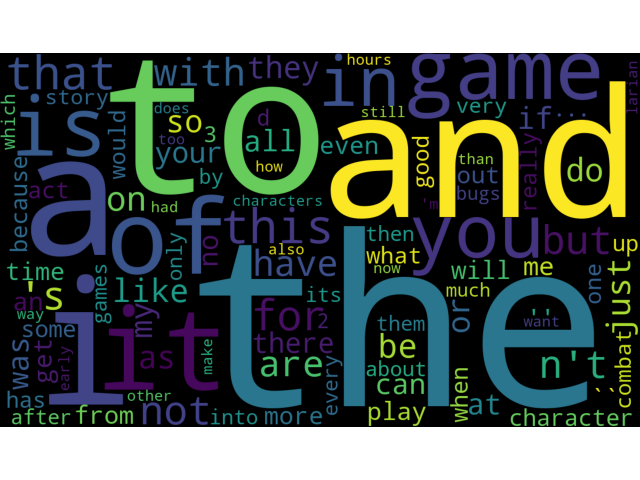 hours
that
with
they
in
game
which
story
to
and
does
still
very
if
...
larian
is
would
too
so
3
d
all
even
your
how
good
than
out
bugs
really
do
because
act
a
by
on
had
characters
'm
of
no
this
you
but
up
only
also
then
what
now
have
time
games
like
an
's
its
will
me
much
one
just
way
some
i
it
my
for
2
the
them
or
''
want
was
get
early
as
there
make
are
every
be
about
can
when
n't
combat
has
other
``
after
from
not
into
more
play
at
character